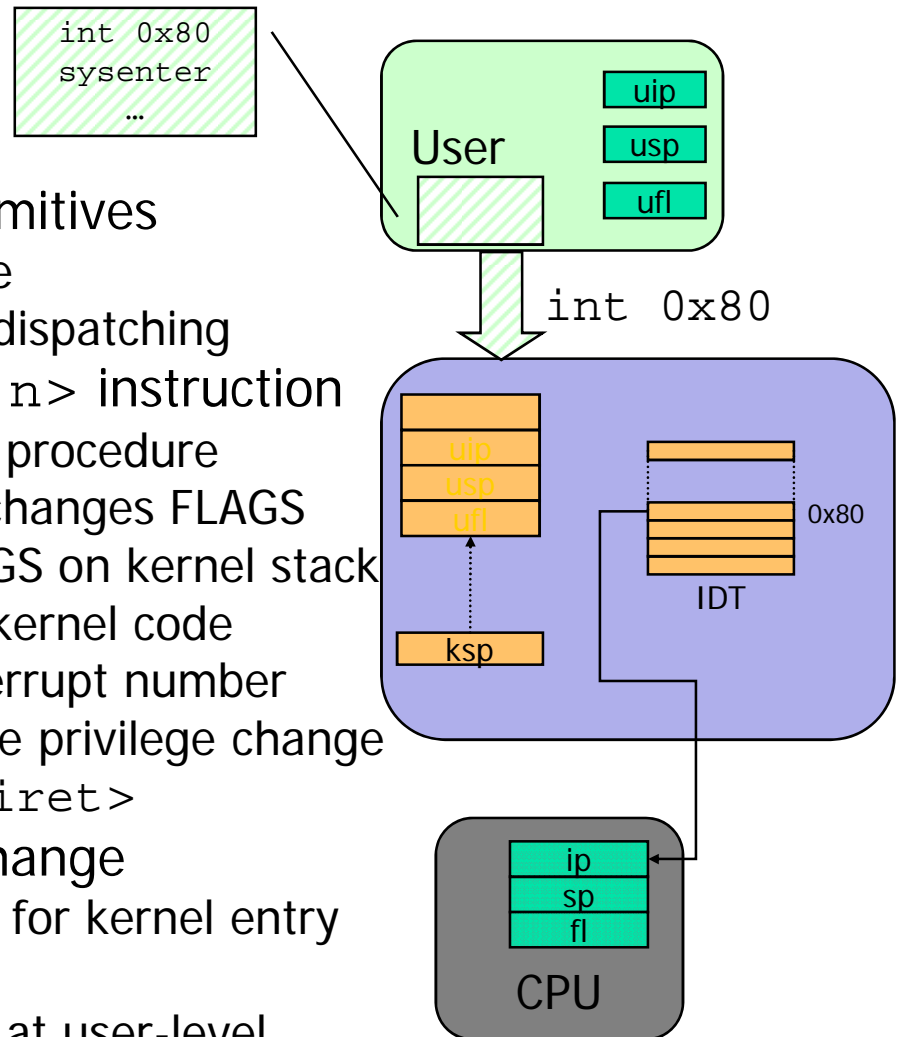 int 0x80
sysenter
…
User
uip
usp
ufl
mitives
e
dispatching
n> instruction
procedure
changes FLAGS
GS on kernel stack
kernel code
errupt number
e privilege change
iret>
hange
for kernel entry
at user-level
int 0x80
uip
usp
ufl
ksp
0x80
IDT
ip
sp
fl
CPU